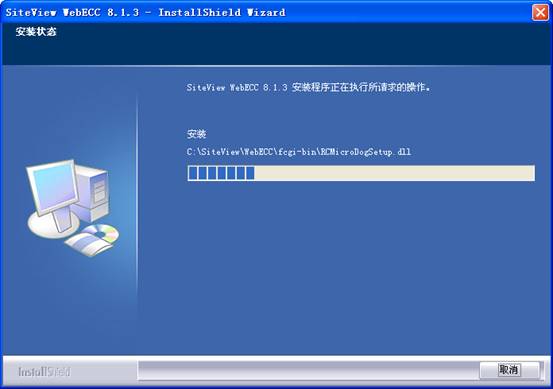 SiteView WebECC 8.1.3 - InstallShield Wizard
安装状态
SiteView WebECC 8.1.3 安装程序正在执行所请求的操作。
安装
C:\SiteView\WebECC\fcgi-bin\RCMicroDogSetup.dll
InstallShield
取消